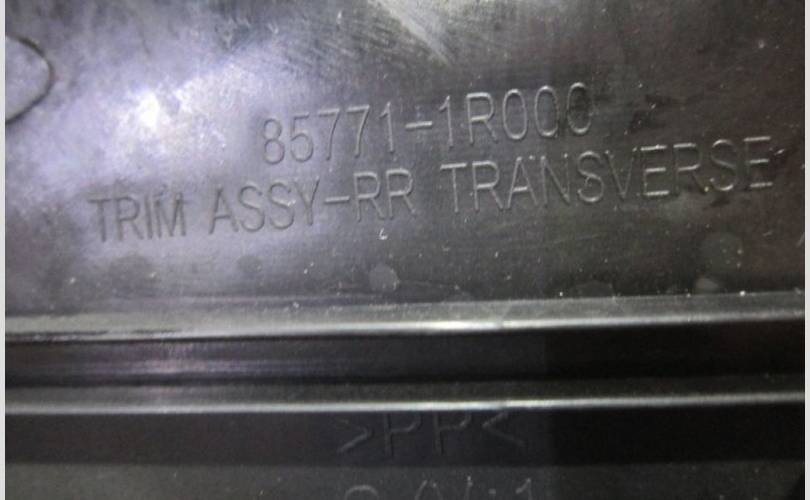 85771-1R000
TRIM ASSY-RR TRANSVERSE
>PP<